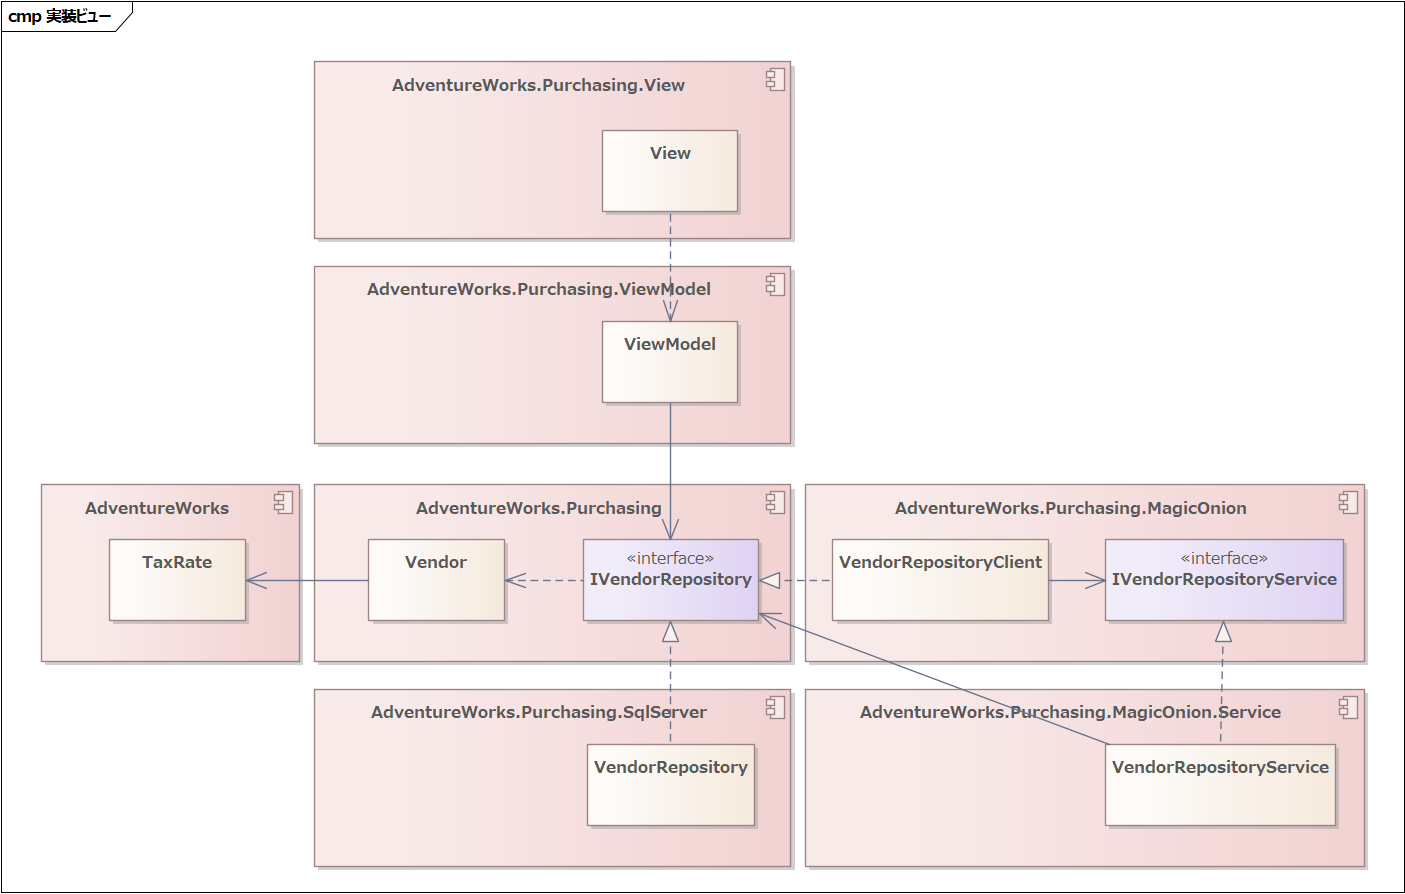 cmp 実装ビュー
AdventureWorks.Purchasing.View
View
AdventureWorks.Purchasing.ViewModel
ViewModel
AdventureWorks
TaxRate
AdventureWorks.Purchasing
Vendor
«interface»
IVendorRepository
AdventureWorks.Purchasing.MagicOnion
VendorRepositoryClient
«interface»
IVendorRepositoryService
AdventureWorks.Purchasing.SqlServer
VendorRepository
AdventureWorks.Purchasing.MagicOnion.Service
VendorRepositoryService